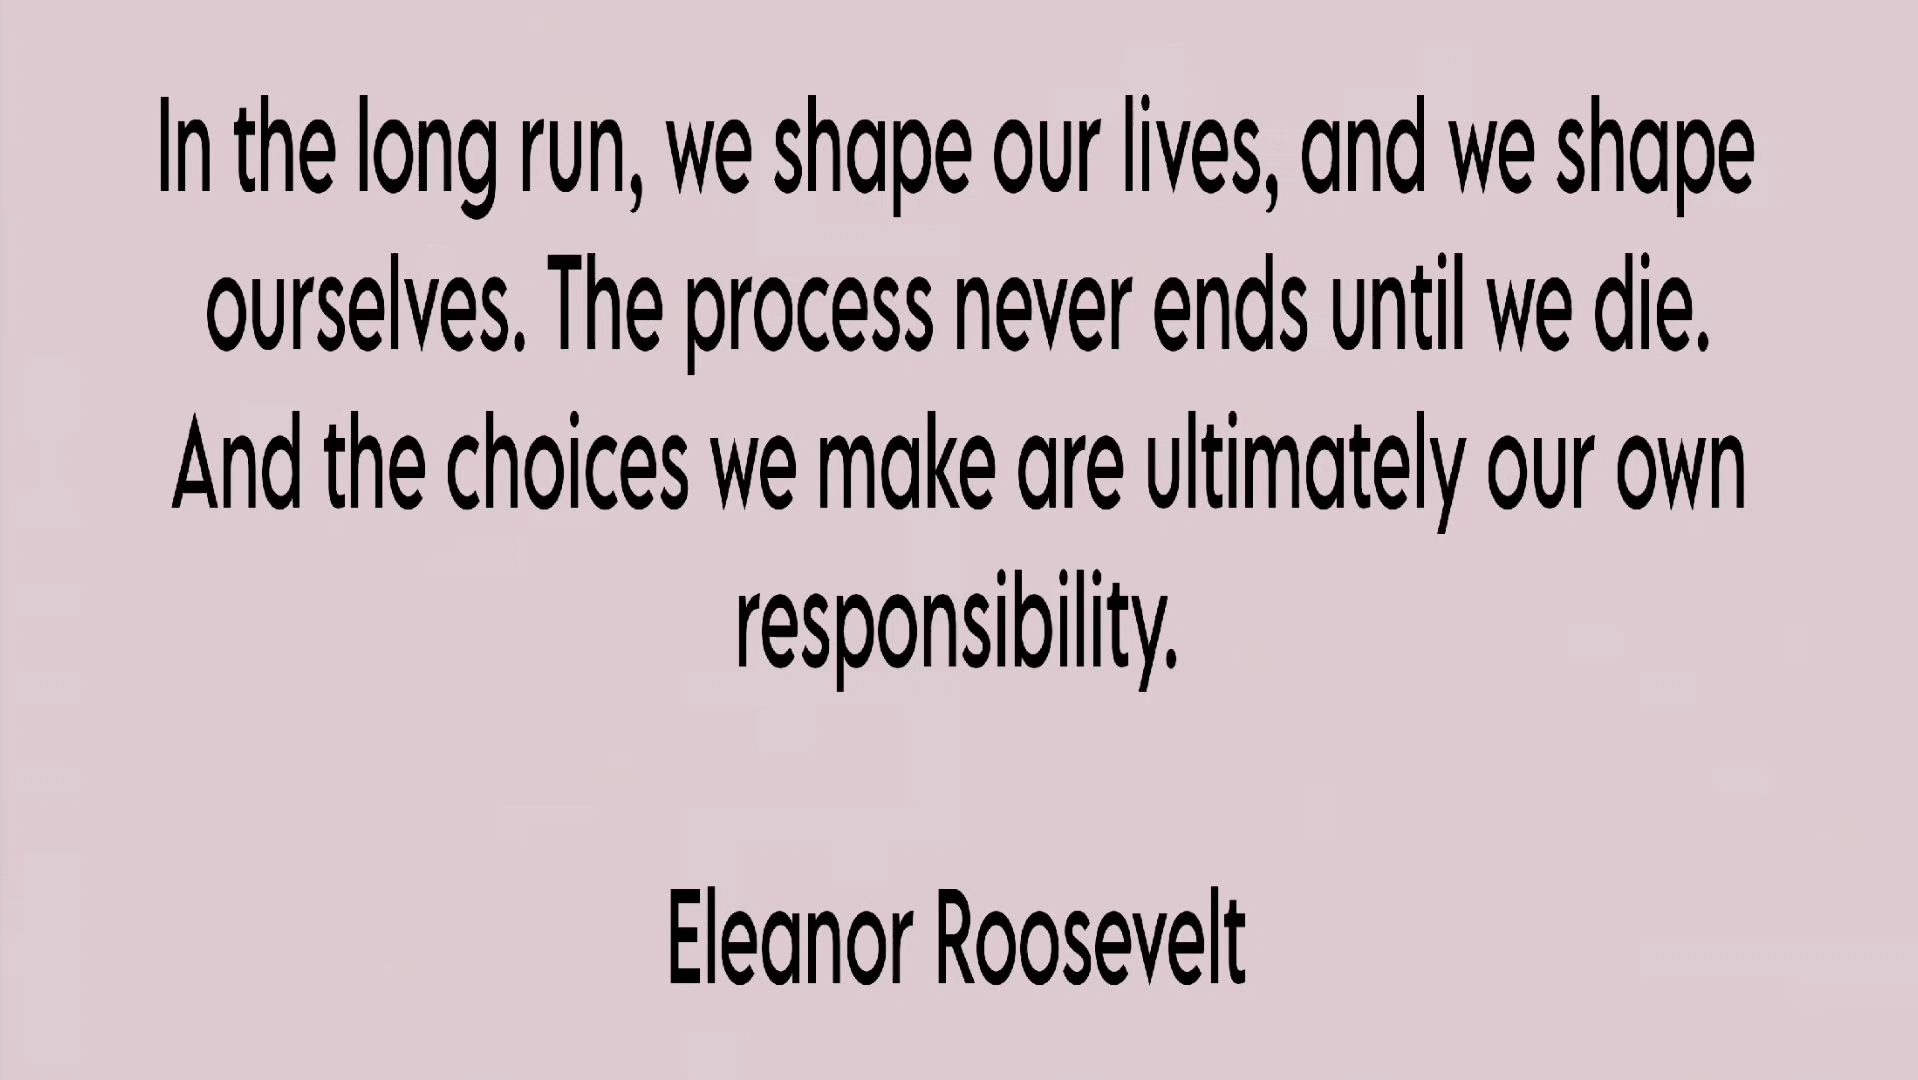 In the long run, we shape our lives, and we shape
ourselves. The process never ends until we die.
And the choices we make are ultimately our own
responsibility.
Eleanor Roosevelt